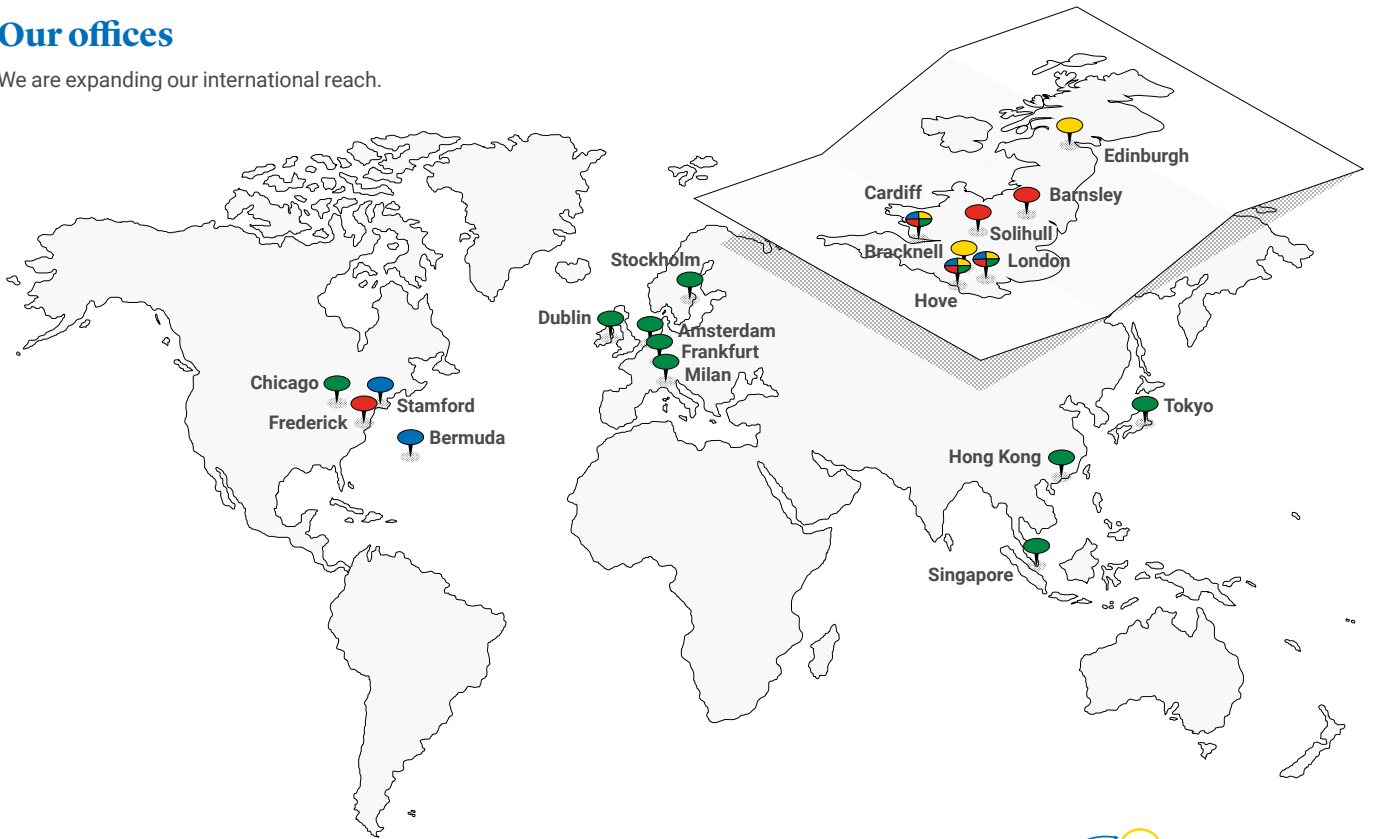 Our offices
We are expanding our international reach.
Edinburgh
Cardiff
Barnsley
Solihull
Bracknell
London
Hove
Stockholm
Dublin
Amsterdam
Frankfurt
Milan
Chicago
Stamford
Frederick
Bermuda
Tokyo
Hong Kong
Singapore